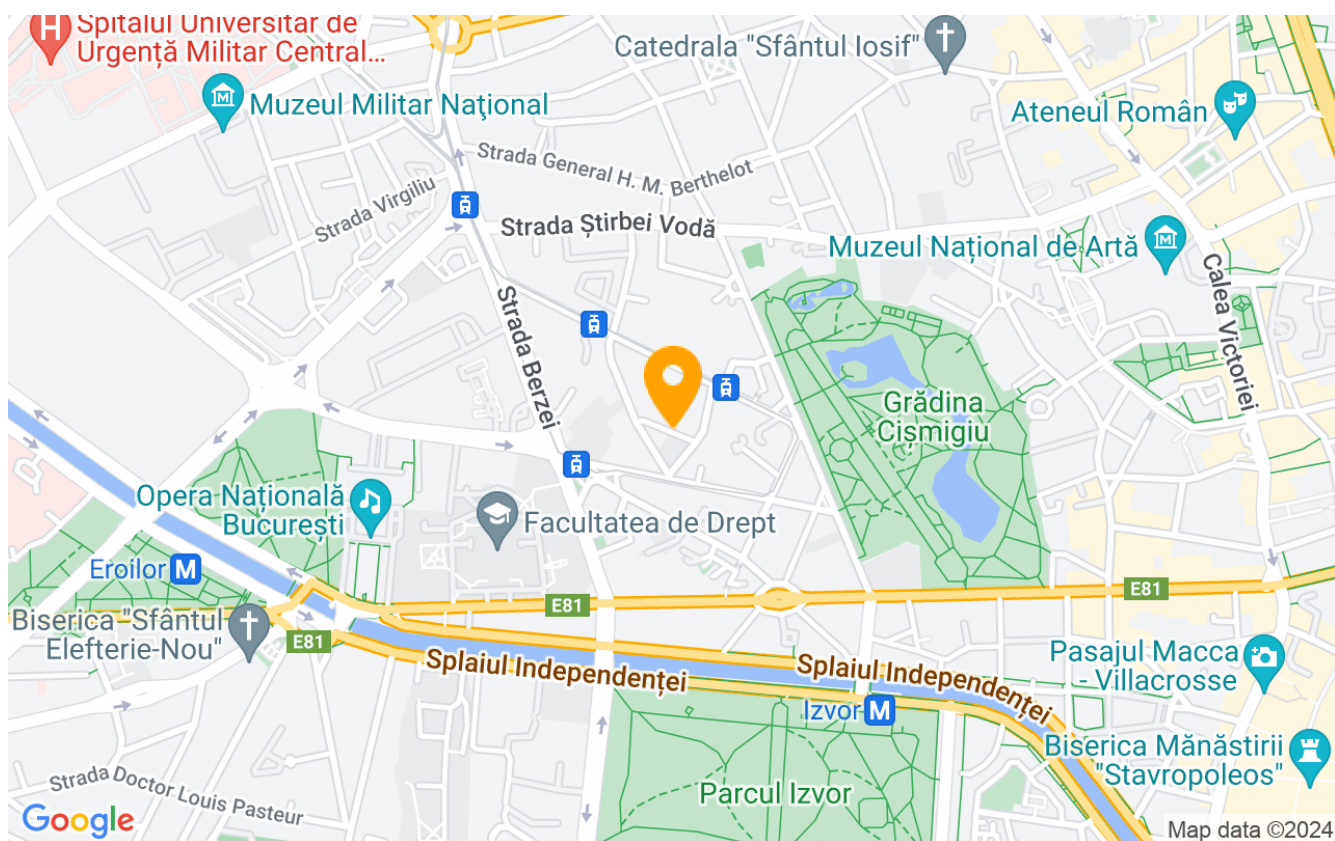 Spitalul Universitar de
Urgență Militar Central...
Catedrala "Sfântul Iosif"
Muzeul Militar Naţional
Ateneul Român
Strada General H. M. Berthelot
Strada Virgiliu
Strada Știrbei Vodă
Muzeul Național de Artă
Calea Victoriei
Strada Berzei
Grădina
Cișmigiu
Opera Națională
București
Facultatea de Drept
Eroilor M
E81
E81
Biserica "Sfântul
Elefterie-Nou"
E81
Splaiul Independenței
Splaiul Independenței
Pasajul Macca
- Villacrosse
Izvor M
Biserica Mănăstirii
"Stavropoleos"
Strada Doctor Louis Pasteur
Parcul Izvor
Google
Map data ©2024